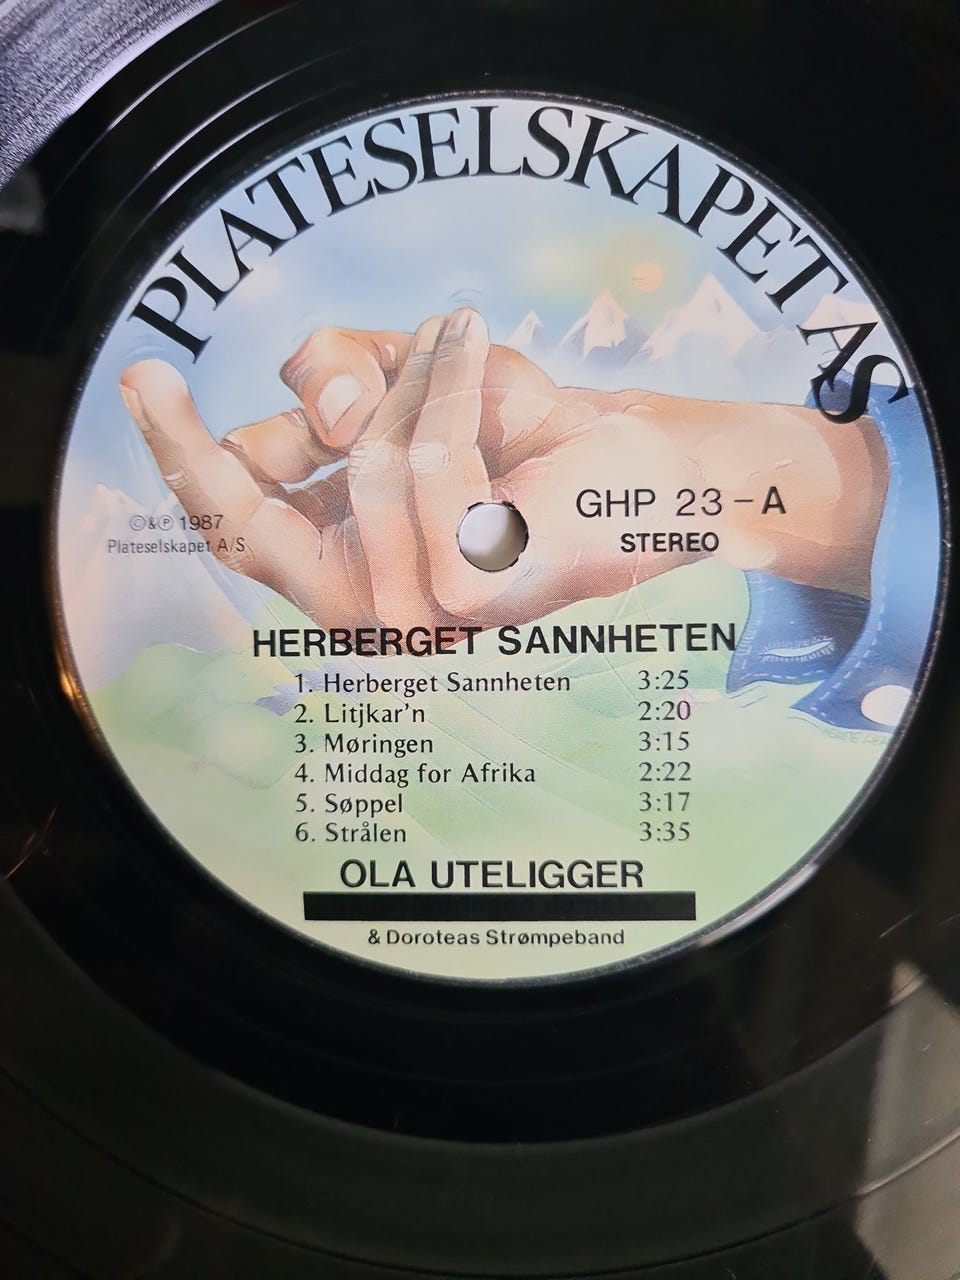 PLATESELSKAPET AS
©&℗ 1987
Plateselskapet A/S
GHP 23 – A
STEREO
HERBERGET SANNHETEN
1. Herberget Sannheten 3:25
2. Litjkar'n 2:20
3. Møringen 3:15
4. Middag for Afrika 2:22
5. Søppel 3:17
6. Strålen 3:35
OLA UTELIGGER
& Doroteas Strømpeband